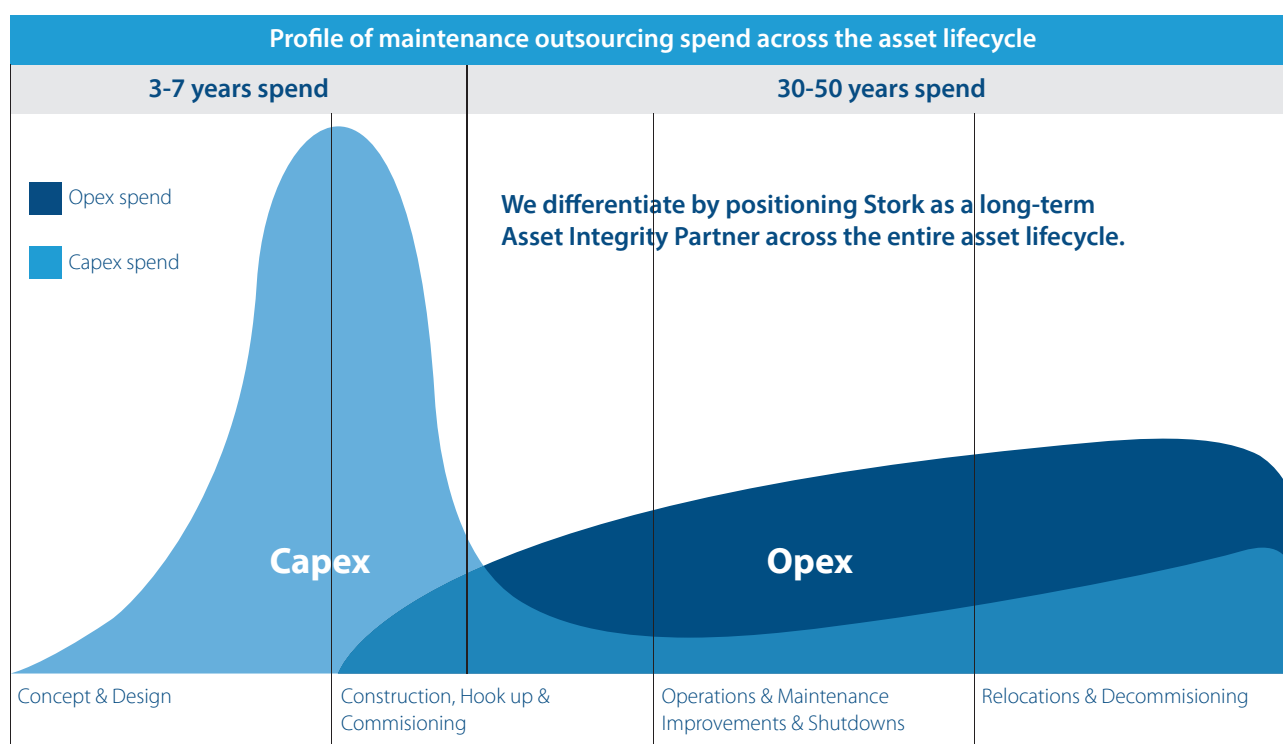 Profile of maintenance outsourcing spend across the asset lifecycle
3-7 years spend
30-50 years spend
Opex spend
Capex spend
We differentiate by positioning Stork as a long-term
Asset Integrity Partner across the entire asset lifecycle.
Capex
Opex
Concept & Design
Construction, Hook up &
Commisioning
Operations & Maintenance
Improvements & Shutdowns
Relocations & Decommisioning